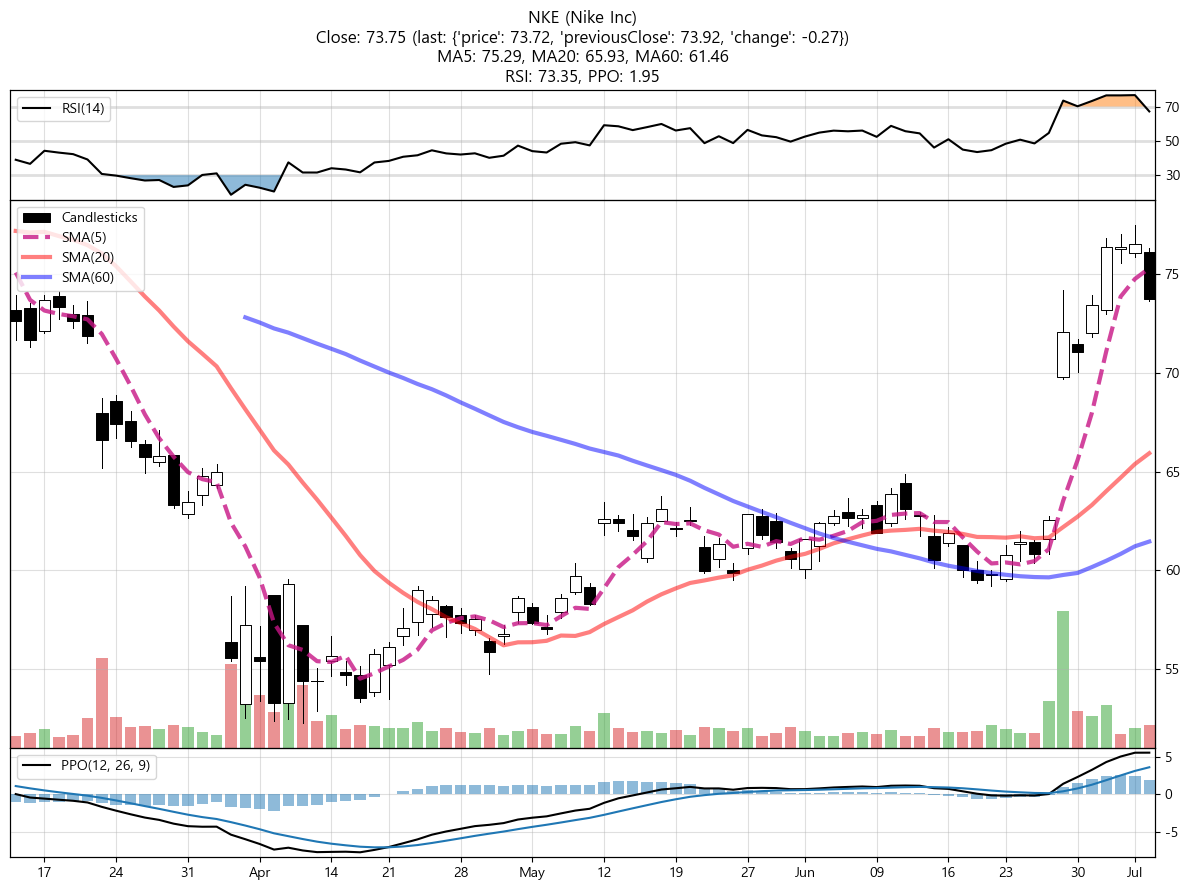 NKE (Nike Inc)
Close: 73.75 (last: {'price': 73.72, 'previousClose': 73.92, 'change': -0.27})
MA5: 75.29, MA20: 65.93, MA60: 61.46
RSI: 73.35, PPO: 1.95
RSI(14)
70
50
30
Candlesticks
SMA(5)
SMA(20)
SMA(60)
75
70
65
60
55
PPO(12, 26, 9)
5
0
-5
17 24 31 Apr 14 21 28 May 12 19 27 Jun 09 16 23 30 Jul